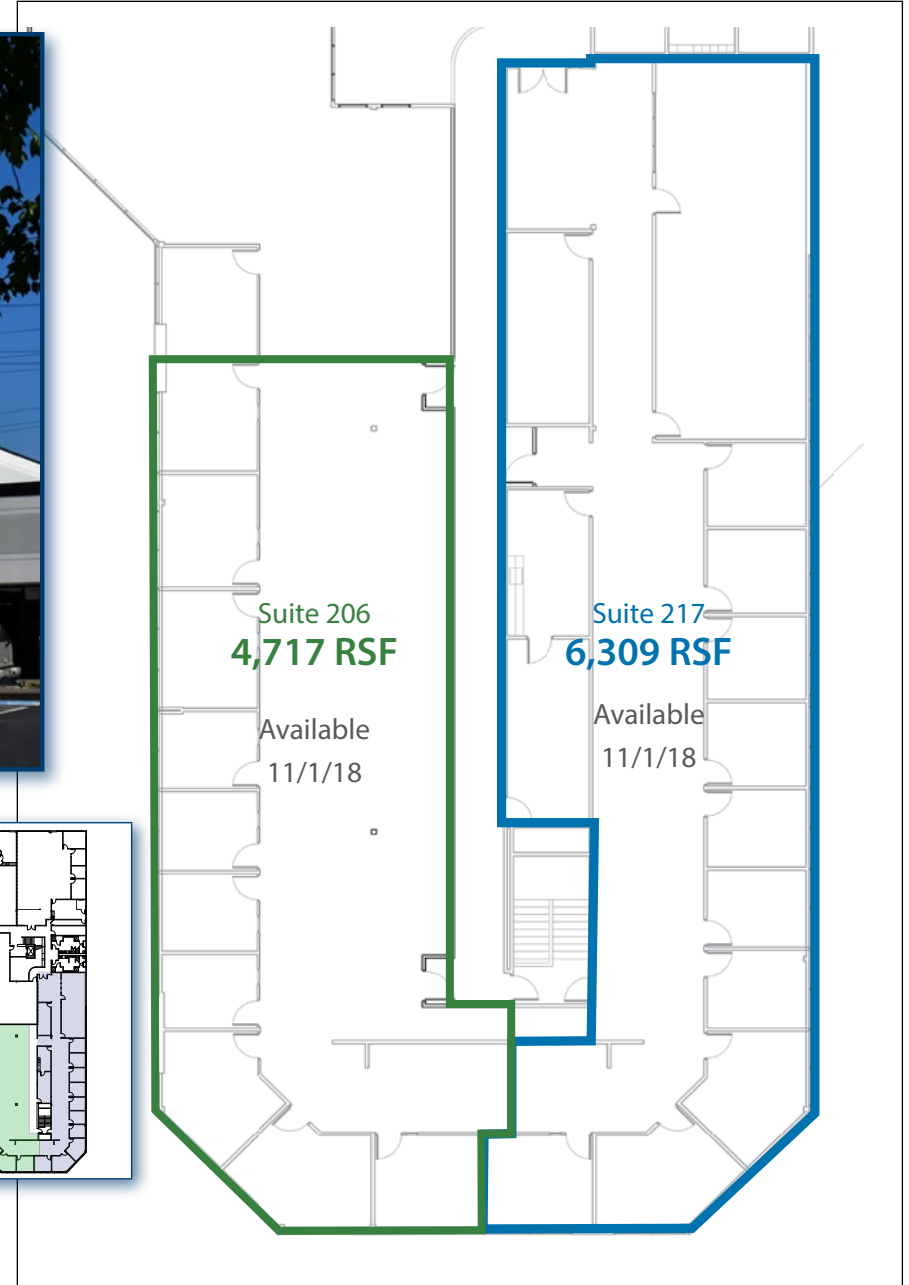 Suite 206
4,717 RSF
Available
11/1/18
Suite 217
6,309 RSF
Available
11/1/18